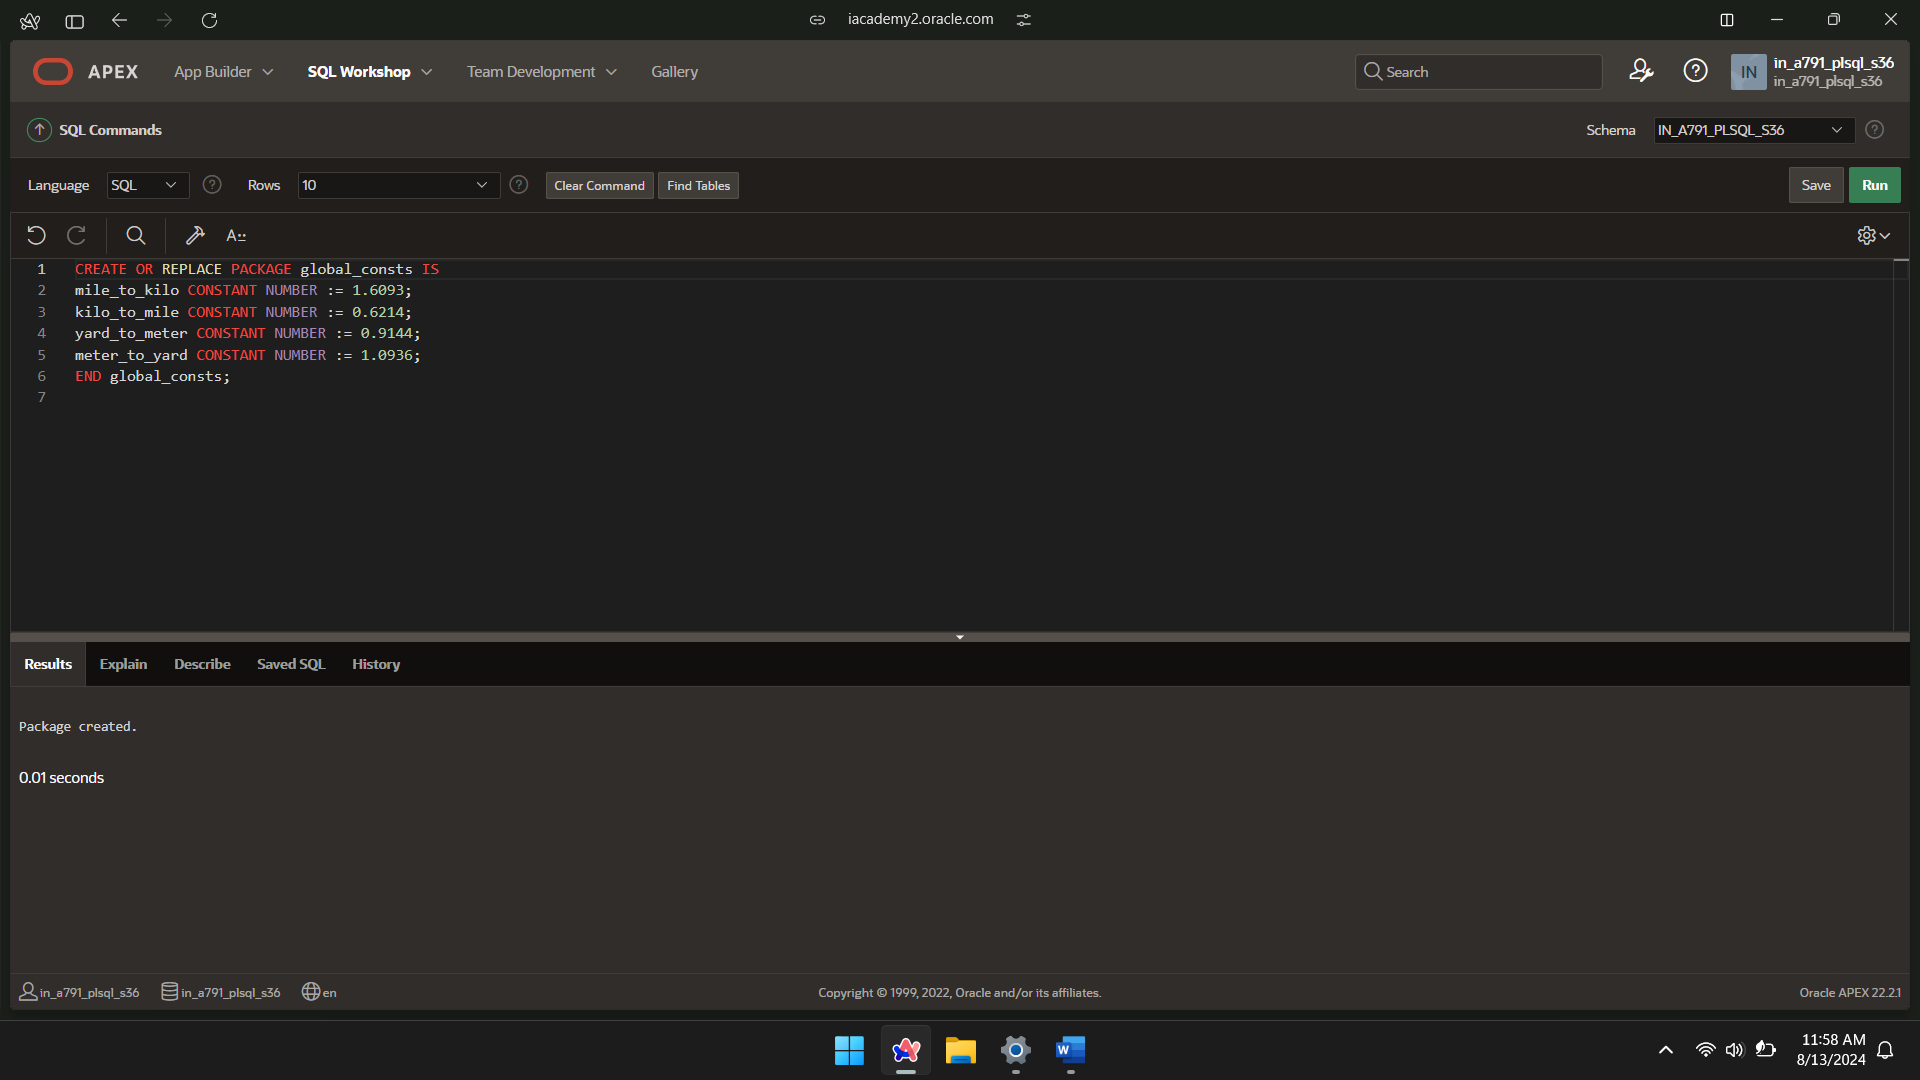 iacademy2.oracle.com
APEX App Builder SQL Workshop Team Development Gallery Search IN in_a791_plsql_s36
in_a791_plsql_s36
SQL Commands Schema IN_A791_PLSQL_S36
Language SQL Rows 10 Clear Command Find Tables Save Run
A
1 CREATE OR REPLACE PACKAGE global_consts IS
2 mile_to_kilo CONSTANT NUMBER := 1.6093;
3 kilo_to_mile CONSTANT NUMBER := 0.6214;
4 yard_to_meter CONSTANT NUMBER := 0.9144;
5 meter_to_yard CONSTANT NUMBER := 1.0936;
6 END global_consts;
7
Results Explain Describe Saved SQL History
Package created.
0.01 seconds
in_a791_plsql_s36 in_a791_plsql_s36 en Copyright © 1999, 2022, Oracle and/or its affiliates. Oracle APEX 22.2.1
W 11:58 AM
8/13/2024